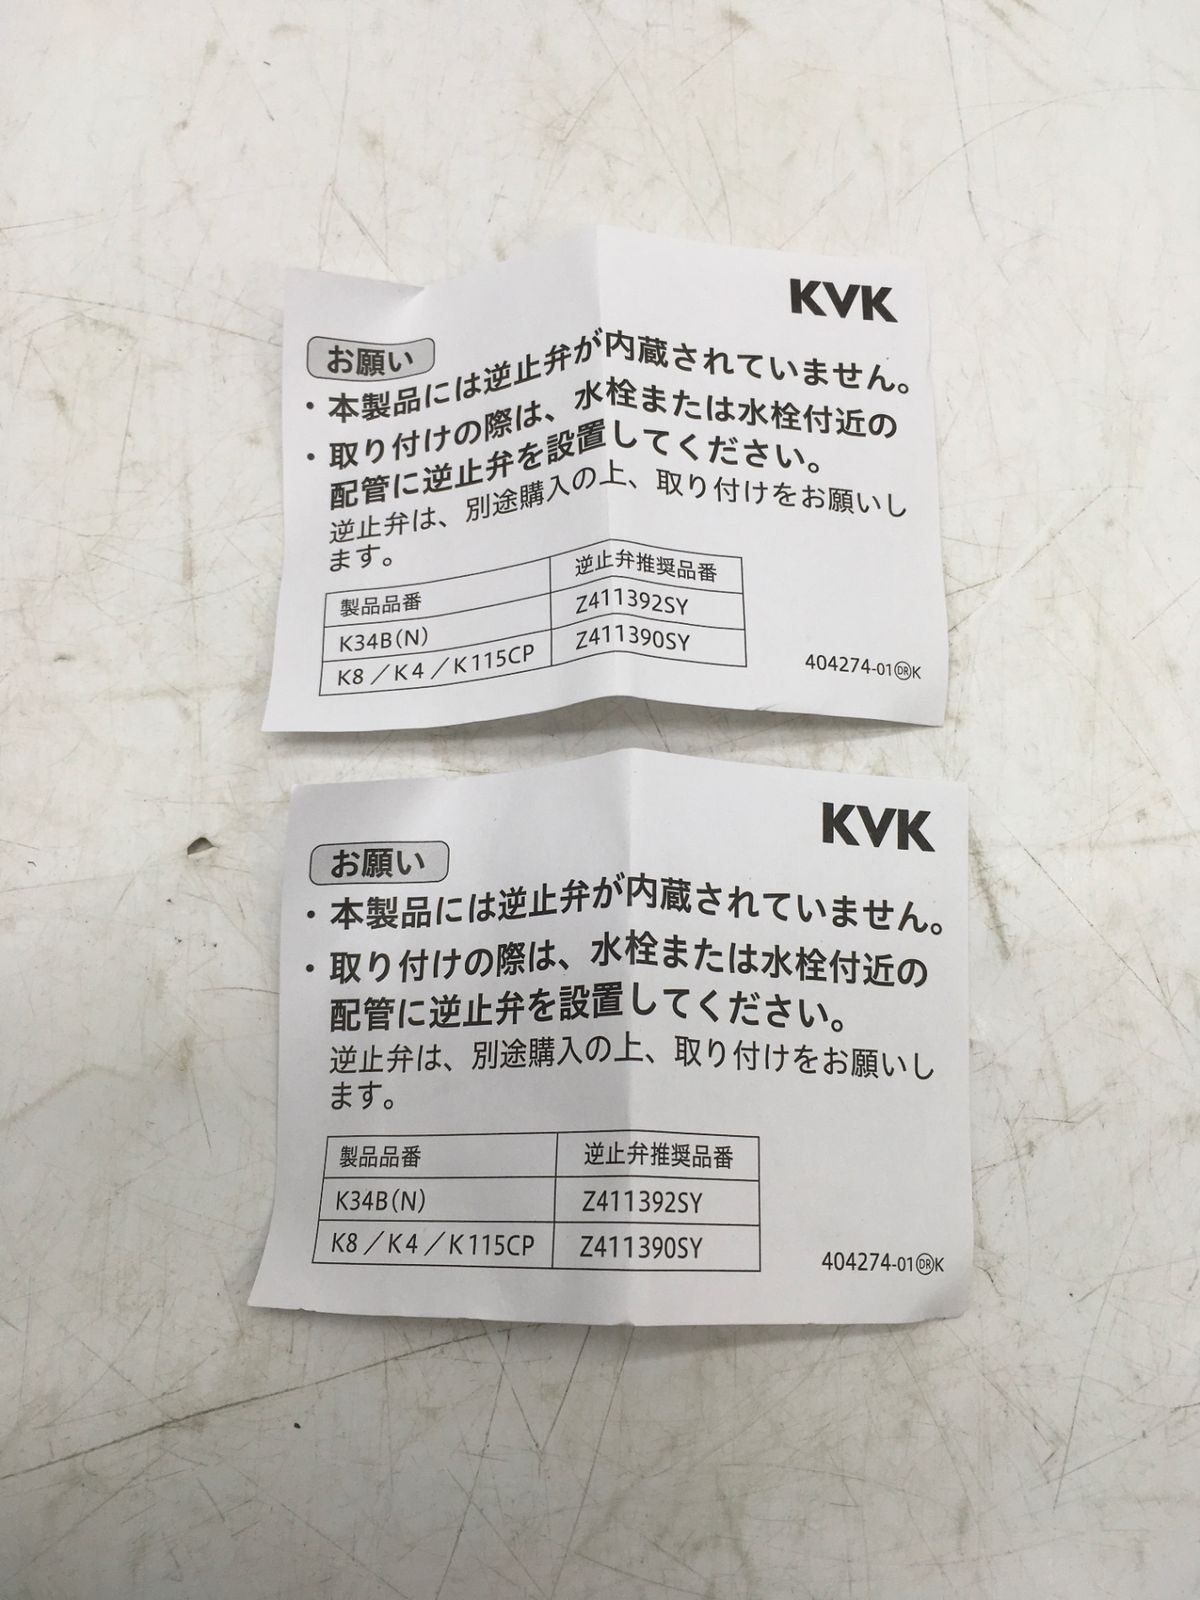 KVK
お願い
・本製品には逆止弁が内蔵されていません。
・取り付けの際は、水栓または水栓付近の
配管に逆止弁を設置してください。
逆止弁は、別途購入の上、取り付けをお願いし
ます。
製品品番 逆止弁推奨品番
K34B(N) Z411392SY
K8／K4／K115CP Z411390SY
404274-01ⒹⓇK
KVK
お願い
・本製品には逆止弁が内蔵されていません。
・取り付けの際は、水栓または水栓付近の
配管に逆止弁を設置してください。
逆止弁は、別途購入の上、取り付けをお願いし
ます。
製品品番 逆止弁推奨品番
K34B(N) Z411392SY
K8／K4／K115CP Z411390SY
404274-01ⒹⓇK